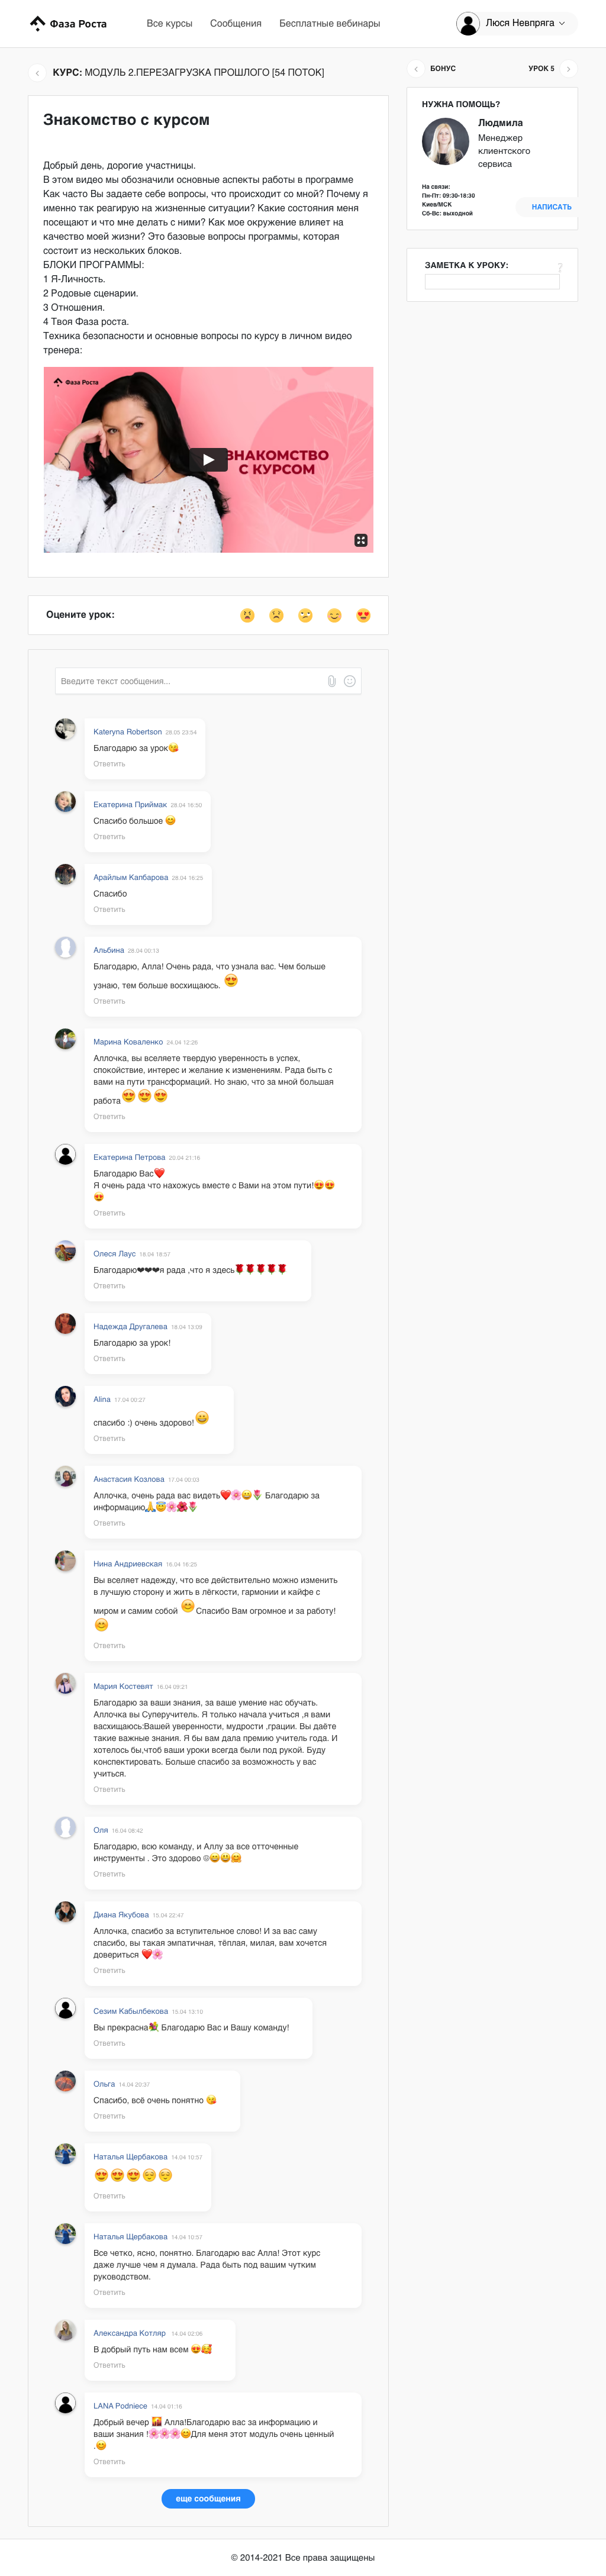 Фаза Роста
Все курсы
Сообщения
Бесплатные вебинары
Люся Невпряга
КУРС: МОДУЛЬ 2.ПЕРЕЗАГРУЗКА ПРОШЛОГО [54 ПОТОК]
БОНУС
УРОК 5
Знакомство с курсом
Добрый день, дорогие участницы.
В этом видео мы обозначили основные аспекты работы в программе
Как часто Вы задаете себе вопросы, что происходит со мной? Почему я
именно так реагирую на жизненные ситуации? Какие состояния меня
посещают и что мне делать с ними? Как мое окружение влияет на
качество моей жизни? Это базовые вопросы программы, которая
состоит из нескольких блоков.
БЛОКИ ПРОГРАММЫ:
1 Я-Личность.
2 Родовые сценарии.
3 Отношения.
4 Твоя Фаза роста.
Техника безопасности и основные вопросы по курсу в личном видео
тренера:
Фаза Роста
ЗНАКОМСТВО
С КУРСОМ
НУЖНА ПОМОЩЬ?
Людмила
Менеджер
клиентского
сервиса
На связи:
Пн-Пт: 09:30-18:30
Киев/МСК
Сб-Вс: выходной
НАПИСАТЬ
ЗАМЕТКА К УРОКУ:
?
Оцените урок:
Введите текст сообщения...
Kateryna Robertson 28.05 23:54
Благодарю за урок😘
Ответить
Екатерина Приймак 28.04 16:50
Спасибо большое 😊
Ответить
Арайлым Капбарова 28.04 16:25
Спасибо
Ответить
Альбина 28.04 00:13
Благодарю, Алла! Очень рада, что узнала вас. Чем больше
узнаю, тем больше восхищаюсь. 😍
Ответить
Марина Коваленко 24.04 12:26
Аллочка, вы вселяете твердую уверенность в успех,
спокойствие, интерес и желание к изменениям. Рада быть с
вами на пути трансформаций. Но знаю, что за мной большая
работа😍😍😍
Ответить
Екатерина Петрова 20.04 21:16
Благодарю Вас❤️
Я очень рада что нахожусь вместе с Вами на этом пути!😍😍
😍
Ответить
Олеся Лаус 18.04 18:57
Благодарю❤❤❤я рада ,что я здесь🌹🌹🌹🌹🌹
Ответить
Надежда Другалева 18.04 13:09
Благодарю за урок!
Ответить
Alina 17.04 00:27
спасибо :) очень здорово!😀
Ответить
Анастасия Козлова 17.04 00:03
Аллочка, очень рада вас видеть❤️🌸😀🌷 Благодарю за
информацию🙏😇🌸🌺🌷
Ответить
Нина Андриевская 16.04 16:25
Вы вселяет надежду, что все действительно можно изменить
в лучшую сторону и жить в лёгкости, гармонии и кайфе с
миром и самим собой 😊Спасибо Вам огромное и за работу!
😊
Ответить
Мария Костевят 16.04 09:21
Благодарю за ваши знания, за ваше умение нас обучать.
Аллочка вы Суперучитель. Я только начала учиться ,я вами
васхищаюсь:Вашей уверенности, мудрости ,грации. Вы даёте
такие важные знания. Я бы вам дала премию учитель года. И
хотелось бы,чтоб ваши уроки всегда были под рукой. Буду
конспектировать. Больше спасибо за возможность у вас
учиться.
Ответить
Оля 16.04 08:42
Благодарю, всю команду, и Аллу за все отточенные
инструменты . Это здорово ☺😄😃🤗
Ответить
Диана Якубова 15.04 22:47
Аллочка, спасибо за вступительное слово! И за вас саму
спасибо, вы такая эмпатичная, тёплая, милая, вам хочется
довериться ❤️🌸
Ответить
Сезим Кабылбекова 15.04 13:10
Вы прекрасна💐 Благодарю Вас и Вашу команду!
Ответить
Ольга 14.04 20:37
Спасибо, всё очень понятно 😘
Ответить
Наталья Щербакова 14.04 10:57
😍😍😍😌😌
Ответить
Наталья Щербакова 14.04 10:57
Все четко, ясно, понятно. Благодарю вас Алла! Этот курс
даже лучше чем я думала. Рада быть под вашим чутким
руководством.
Ответить
Александра Котляр 14.04 02:06
В добрый путь нам всем 😍🥰
Ответить
LANA Podniece 14.04 01:16
Добрый вечер 🌇 Алла!Благодарю вас за информацию и
ваши знания !🌸🌸🌸😊Для меня этот модуль очень ценный
.😊
Ответить
еще сообщения
© 2014-2021 Все права защищены